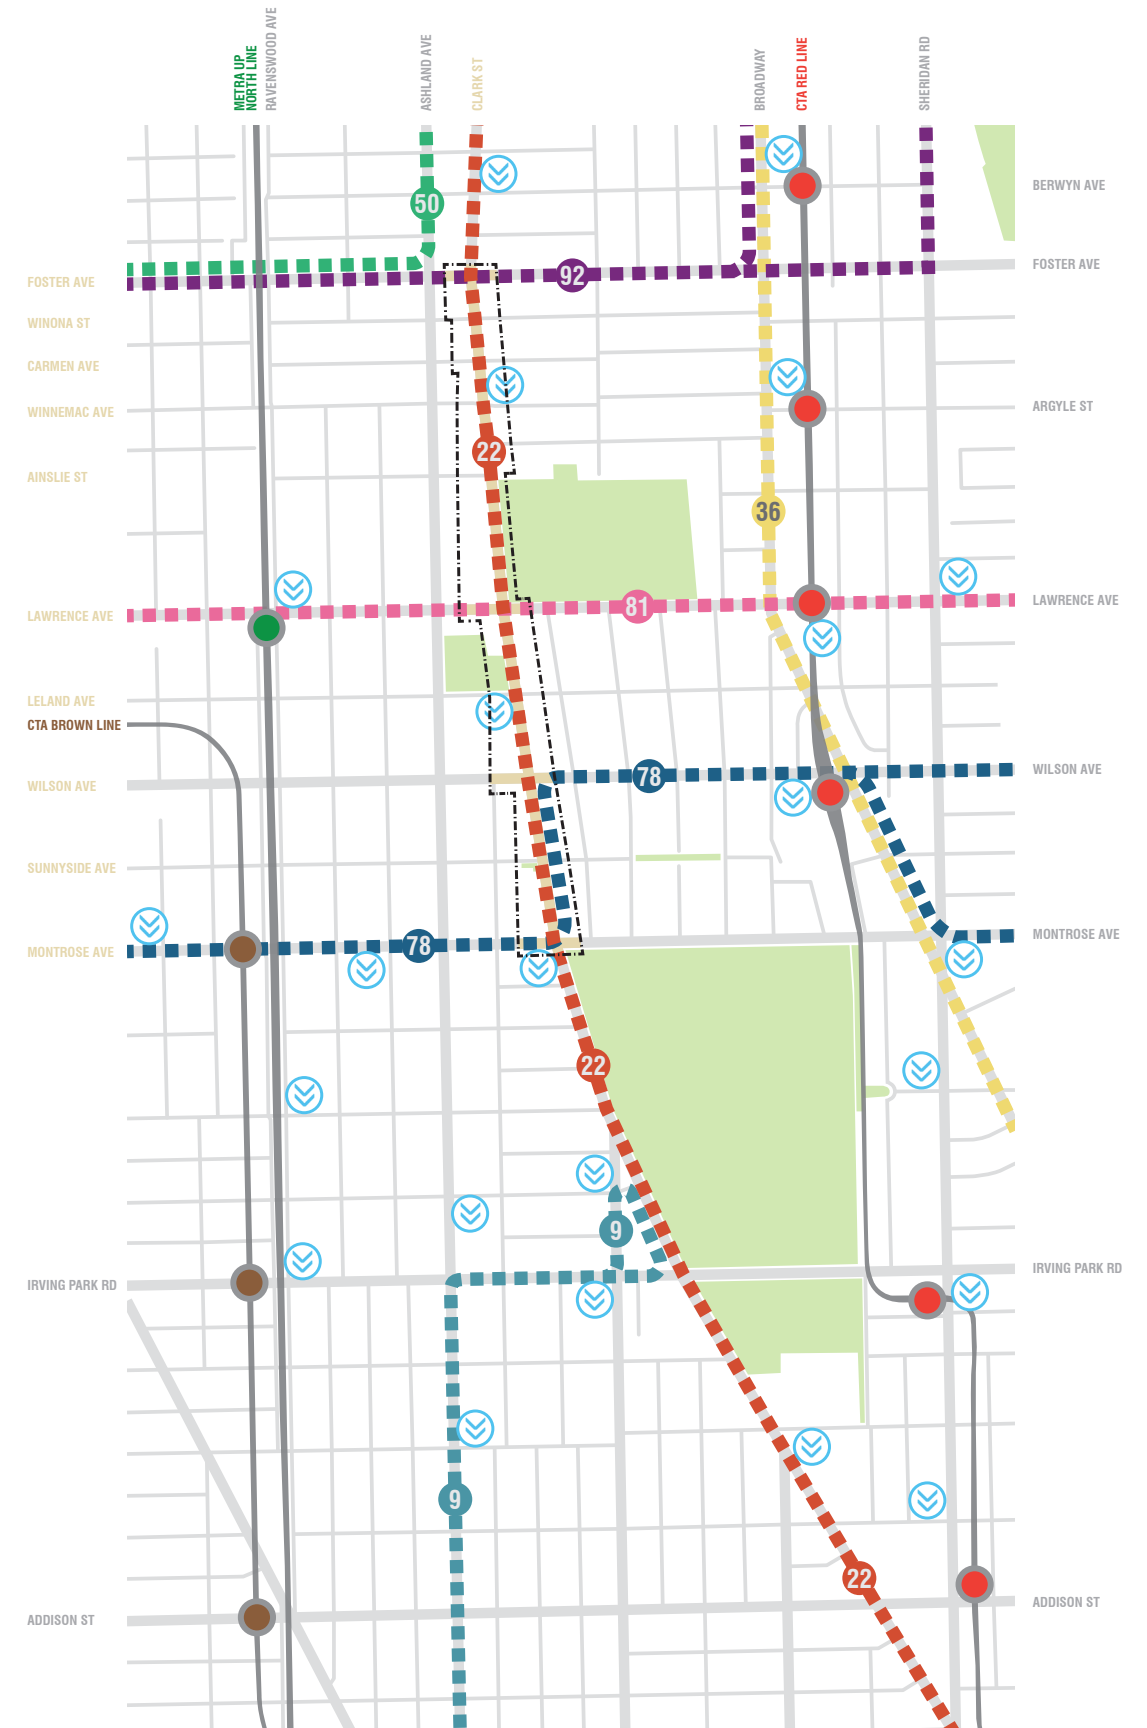 METRA UP
NORTH LINE
RAVENSWOOD AVE
ASHLAND AVE
CLARK ST
BROADWAY
CTA RED LINE
SHERIDAN RD
BERWYN AVE
50
FOSTER AVE
92
FOSTER AVE
WINONA ST
CARMEN AVE
WINNEMAC AVE
ARGYLE ST
22
AINSLIE ST
36
LAWRENCE AVE
81
LAWRENCE AVE
LELAND AVE
CTA BROWN LINE
WILSON AVE
78
WILSON AVE
SUNNYSIDE AVE
MONTROSE AVE
78
MONTROSE AVE
22
9
IRVING PARK RD
IRVING PARK RD
9
22
ADDISON ST
ADDISON ST